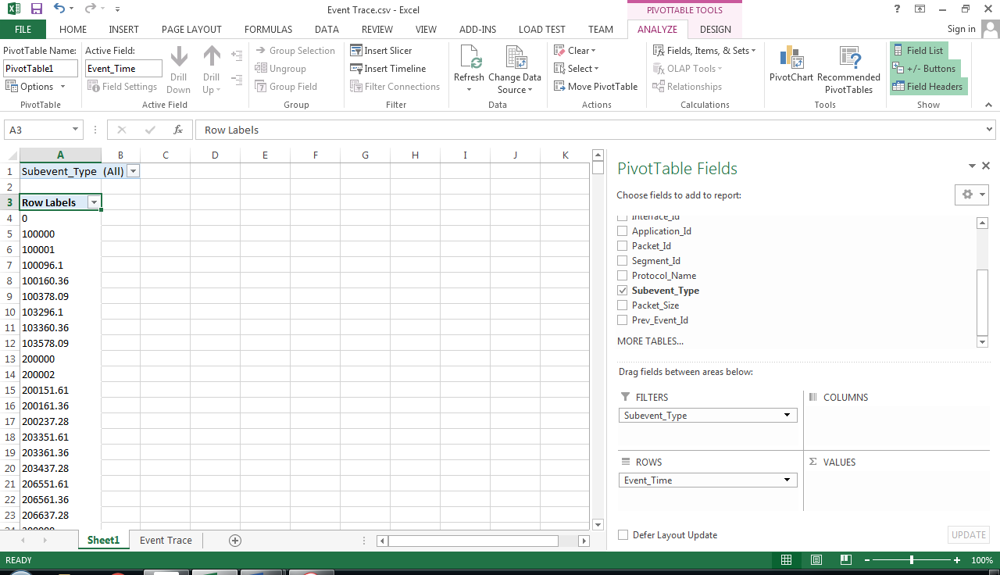 Event Trace.csv - Excel
PIVOTTABLE TOOLS
?
FILE HOME INSERT PAGE LAYOUT FORMULAS DATA REVIEW VIEW ADD-INS LOAD TEST TEAM ANALYZE DESIGN
Sign in
PivotTable Name:
PivotTable1
Options
PivotTable
Active Field:
Event_Time
Field Settings
Drill Down
Drill Up
Active Field
Group Selection
Ungroup
Group Field
Group
Insert Slicer
Insert Timeline
Filter Connections
Filter
Refresh
Change Data Source
Data
Clear
Select
Move PivotTable
Actions
Fields, Items, & Sets
OLAP Tools
Relationships
Calculations
PivotChart
Recommended PivotTables
Tools
Field List
+/- Buttons
Field Headers
Show
A3
fx
Row Labels
A B C D E F G H I J K
1 Subevent_Type (All)
2
3 Row Labels
4 0
5 100000
6 100001
7 100096.1
8 100160.36
9 100378.09
10 103296.1
11 103360.36
12 103578.09
13 200000
14 200002
15 200151.61
16 200161.36
17 200237.28
18 203351.61
19 203361.36
20 203437.28
21 206551.61
22 206561.36
23 206637.28
PivotTable Fields
Choose fields to add to report:
Interface_Id
Application_Id
Packet_Id
Segment_Id
Protocol_Name
Subevent_Type
Packet_Size
Prev_Event_Id
MORE TABLES...
Drag fields between areas below:
FILTERS
Subevent_Type
COLUMNS
ROWS
Event_Time
Σ VALUES
Defer Layout Update
UPDATE
Sheet1
Event Trace
READY
100%